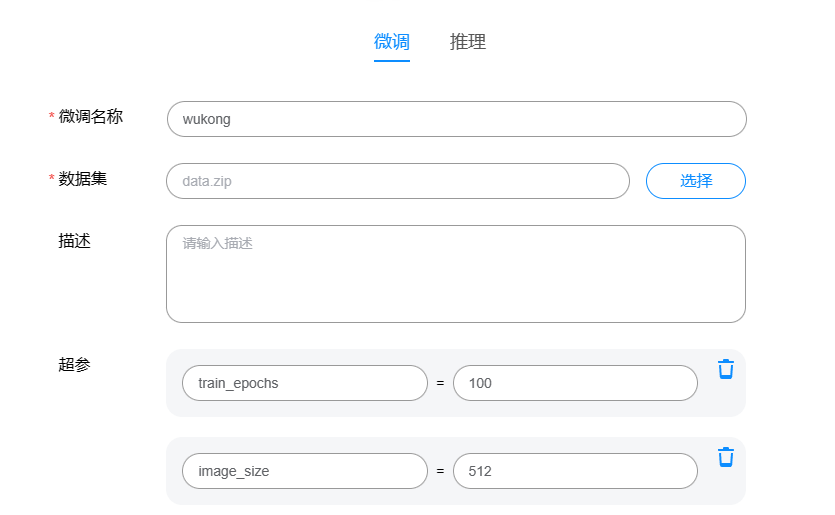 微调 推理
* 微调名称 wukong
* 数据集 data.zip 选择
描述 请输入描述
超参 train_epochs = 100
image_size = 512